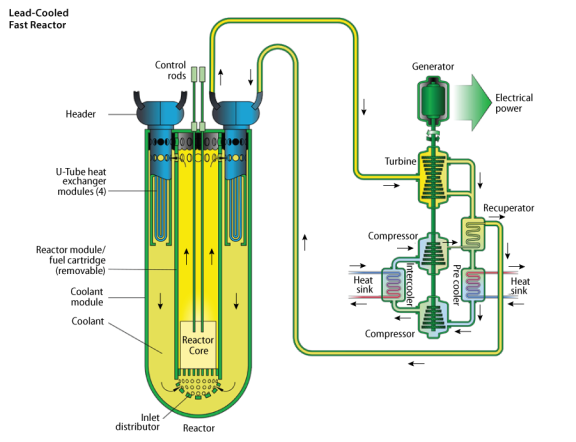 Lead-Cooled
Fast Reactor
Control
rods
Header
U-Tube heat
exchanger
modules (4)
Reactor module/
fuel cartridge
(removable)
Coolant
module
Coolant
Reactor
Core
Inlet
distributor
Reactor
Generator
Electrical
power
Turbine
Recuperator
Compressor
Heat
sink
Intercooler
Pre cooler
Heat
sink
Compressor